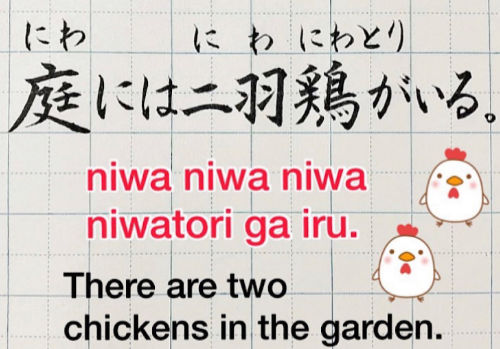 にわ に わ にわとり
庭には二羽鶏がいる。
niwa niwa niwa
niwatori ga iru.
There are two
chickens in the garden.